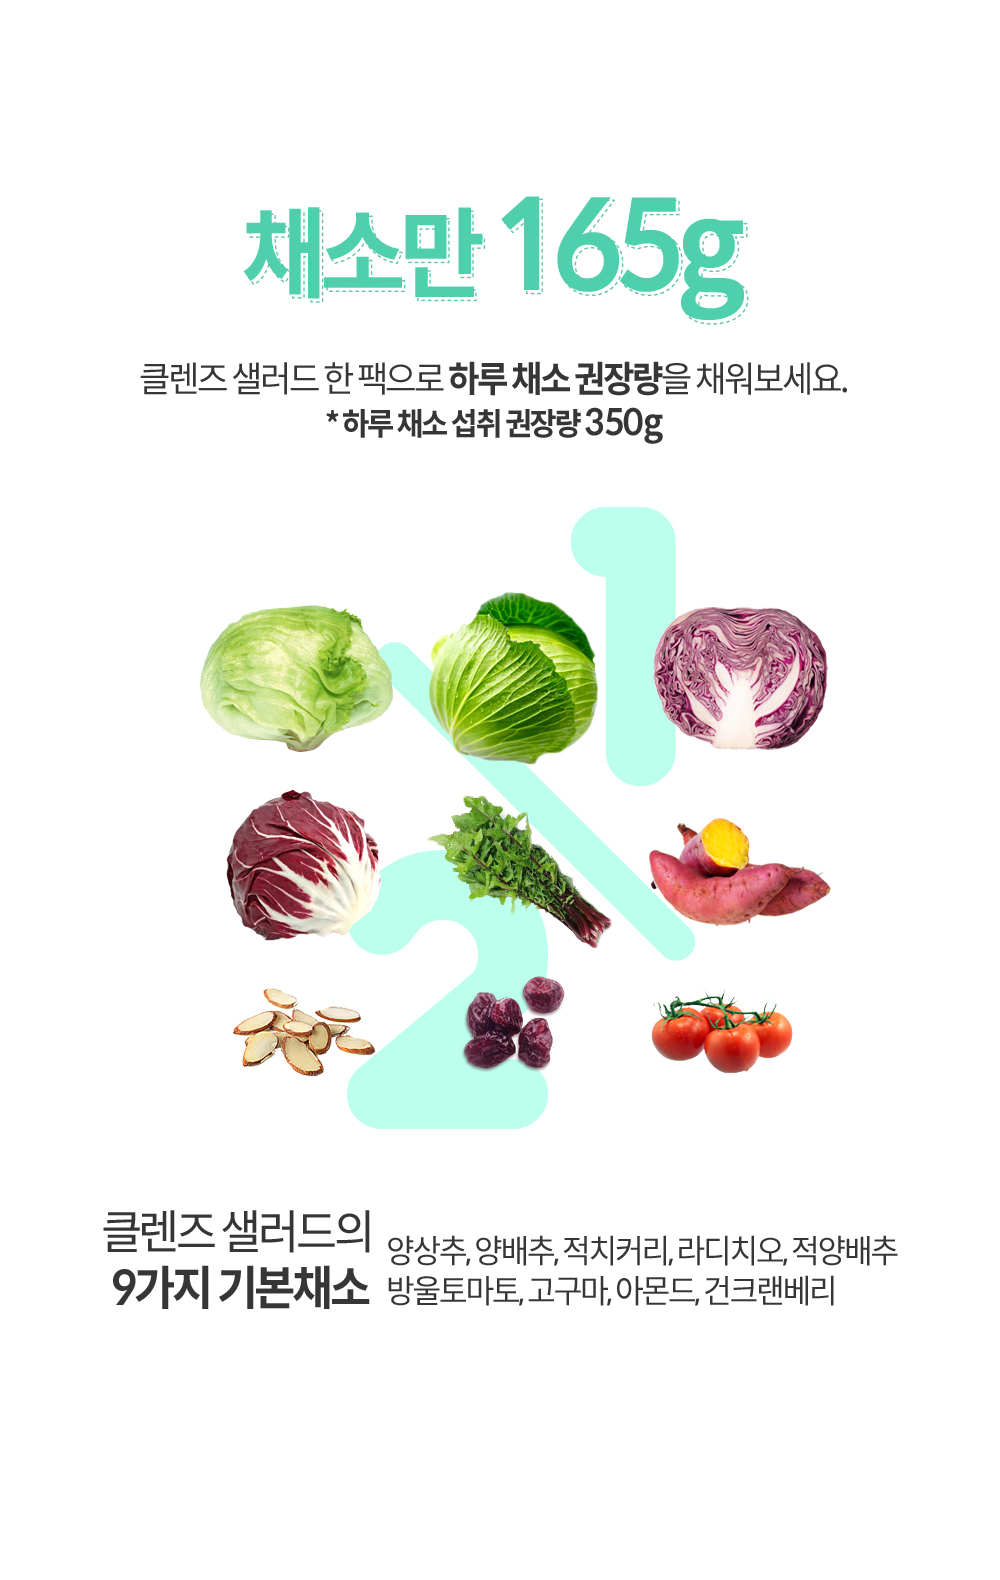 채소만 165g
클렌즈 샐러드 한 팩으로 하루 채소 권장량을 채워보세요.
* 하루 채소 섭취 권장량 350g
1
2
클렌즈 샐러드의
9가지 기본채소
양상추, 양배추, 적치커리, 라디치오, 적양배추
방울토마토, 고구마, 아몬드, 건크랜베리